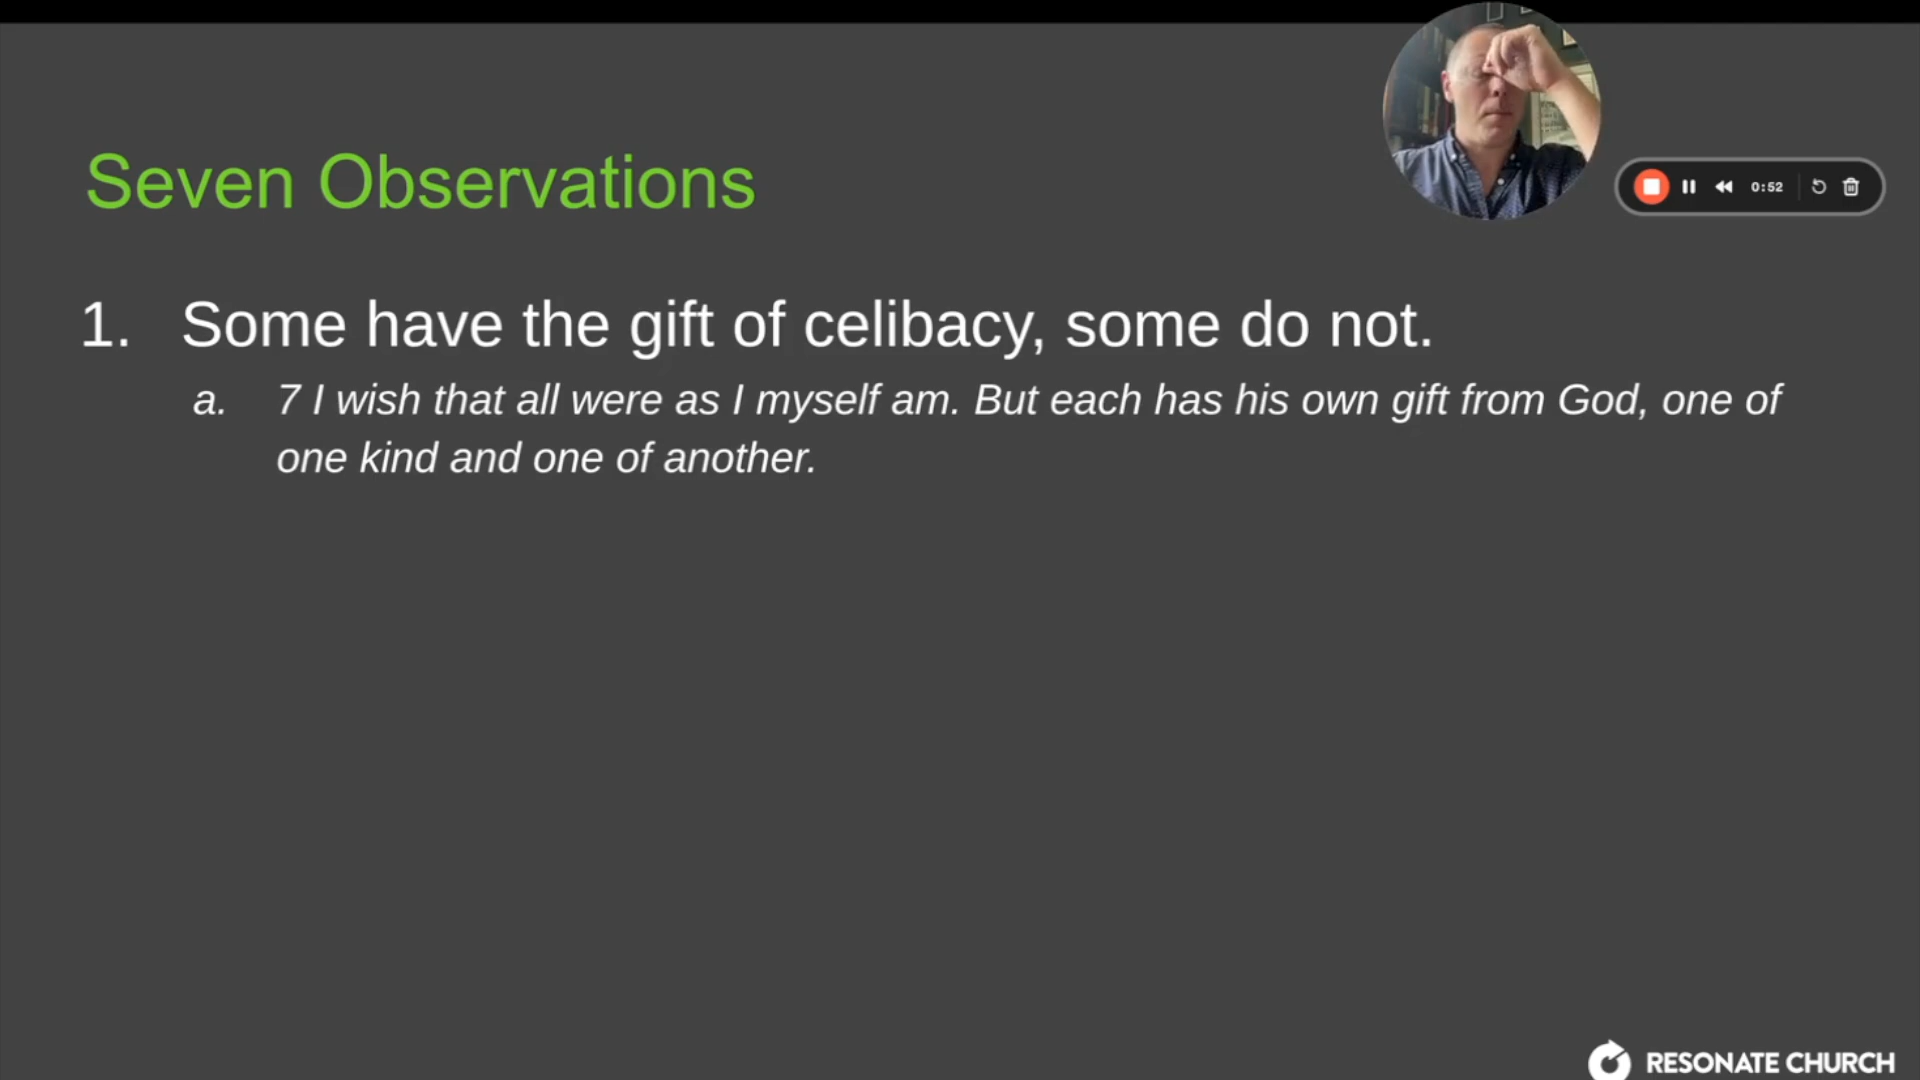 Seven Observations
0:52
1. Some have the gift of celibacy, some do not.
a. 7 I wish that all were as I myself am. But each has his own gift from God, one of
one kind and one of another.
RESONATE CHURCH